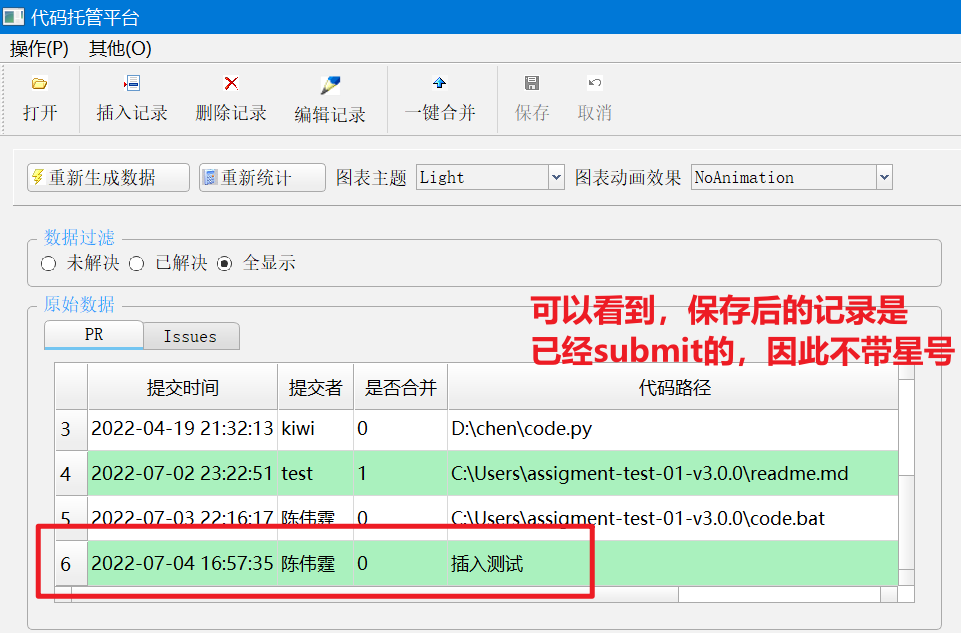 代码托管平台
操作(P) 其他(O)
打开 插入记录 删除记录 编辑记录 一键合并 保存 取消
重新生成数据 重新统计 图表主题 Light 图表动画效果 NoAnimation
数据过滤
未解决 已解决 全显示
原始数据
可以看到，保存后的记录是
已经submit的，因此不带星号
PR Issues
提交时间 提交者 是否合并 代码路径
3 2022-04-19 21:32:13 kiwi 0 D:\chen\code.py
4 2022-07-02 23:22:51 test 1 C:\Users\assigment-test-01-v3.0.0\readme.md
5 2022-07-03 22:16:17 陈伟霆 0 C:\Users\assigment-test-01-v3.0.0\code.bat
6 2022-07-04 16:57:35 陈伟霆 0 插入测试